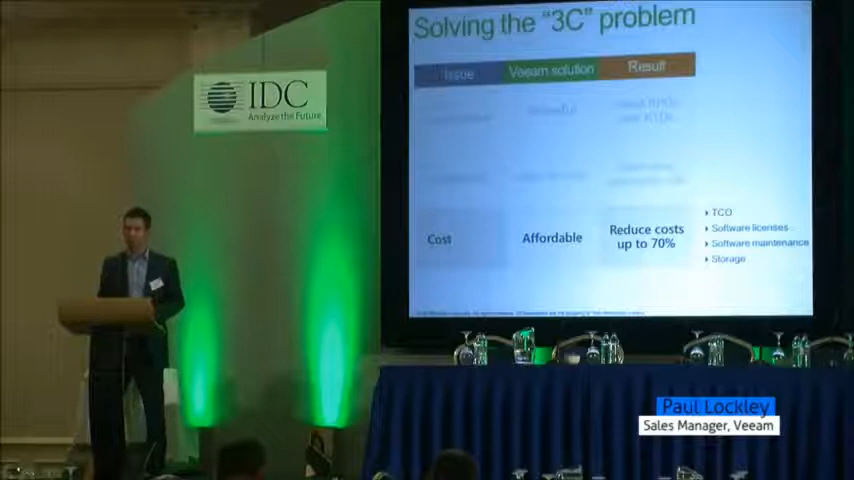 Solving the "3C" problem
IDC
Analyze the Future
Issue
Veeam solution
Result
Cost
Affordable
Reduce costs
up to 70%
TCO
Software licenses
Software maintenance
Storage
Paul Lockley
Sales Manager, Veeam